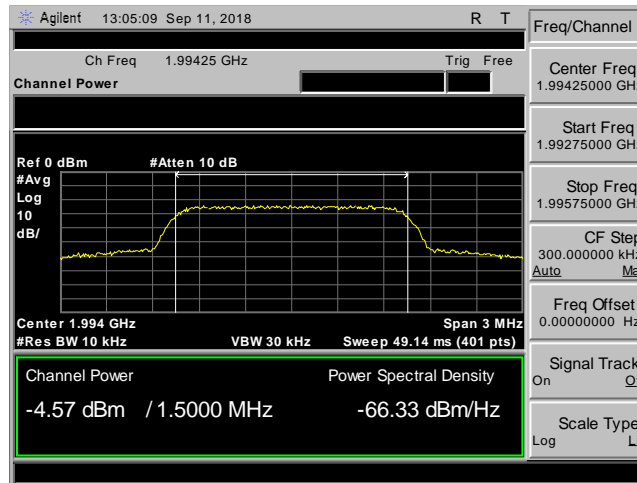 Agilent 13:05:09 Sep 11, 2018 R T
Ch Freq 1.99425 GHz Trig Free
Channel Power
Ref 0 dBm #Atten 10 dB
#Avg
Log
10
dB/
Center 1.994 GHz Span 3 MHz
#Res BW 10 kHz VBW 30 kHz Sweep 49.14 ms (401 pts)
Channel Power Power Spectral Density
-4.57 dBm / 1.5000 MHz -66.33 dBm/Hz
Freq/Channel
Center Freq
1.99425000 GH
Start Freq
1.99275000 GH
Stop Freq
1.99575000 GH
CF Step
300.000000 kHz
Auto Ma
Freq Offset
0.00000000 Hz
Signal Track
On O
Scale Type
Log L